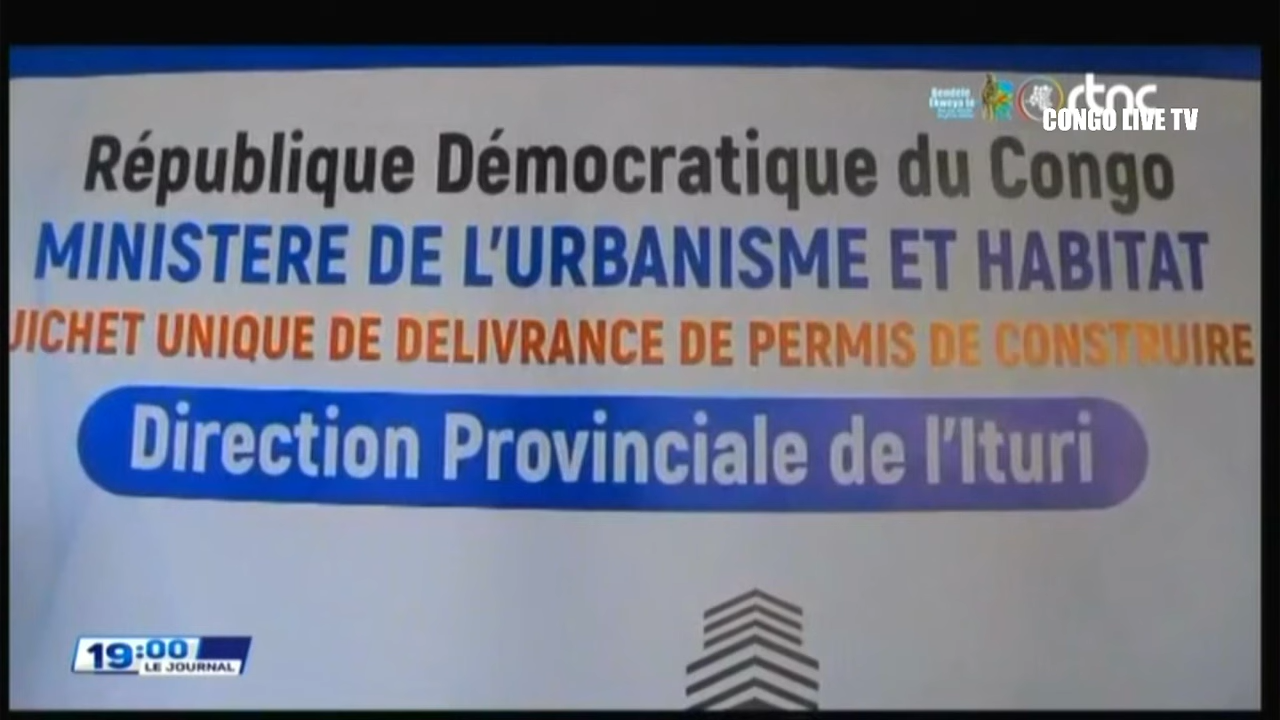 rtnc
CONGO LIVE TV
République Démocratique du Congo
MINISTERE DE L'URBANISME ET HABITAT
UICHET UNIQUE DE DELIVRANCE DE PERMIS DE CONSTRUIRE
Direction Provinciale de l'Ituri
19:00
LE JOURNAL